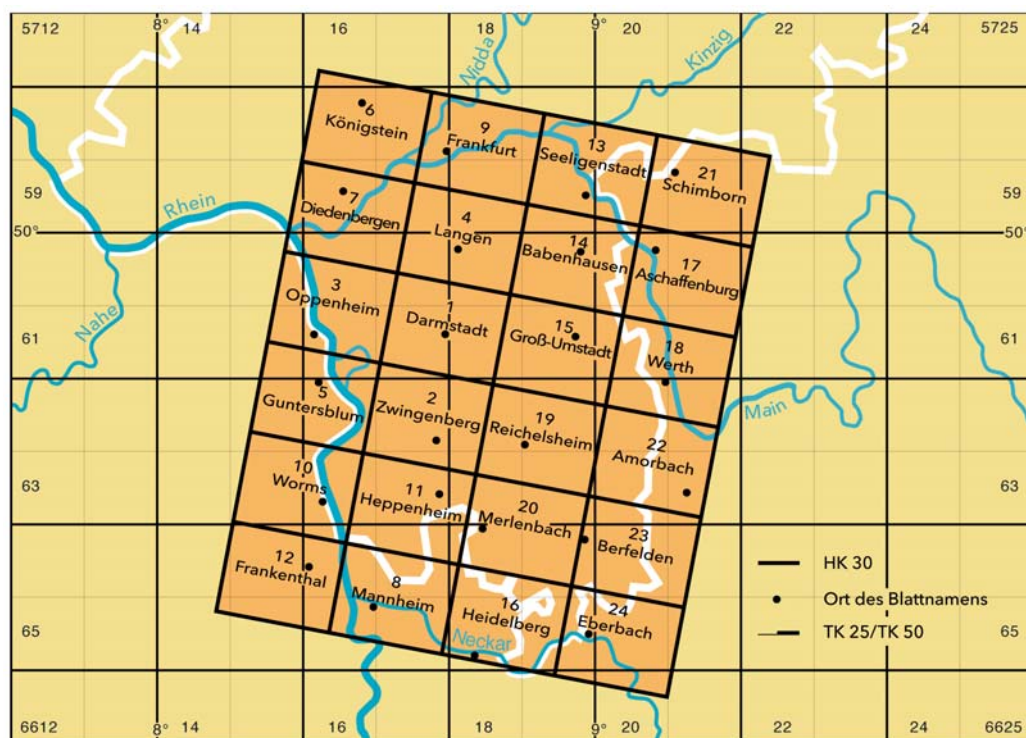 5712
8°
14
16
18
9°
20
22
24
5725
Nidda
Kinzig
6
Königstein
9
Frankfurt
13
Seeligenstadt
21
Schimborn
59
59
7
Diedenbergen
4
Langen
14
Babenhausen
17
Aschaffenburg
Rhein
50°
50°
Nahe
3
Oppenheim
1
Darmstadt
15
Groß-Umstadt
18
Werth
61
61
5
Guntersblum
2
Zwingenberg
19
Reichelsheim
22
Amorbach
Main
63
63
10
Worms
11
Heppenheim
20
Merlenbach
23
Berfelden
12
Frankenthal
8
Mannheim
16
Heidelberg
24
Eberbach
Neckar
HK 30
Ort des Blattnamens
TK 25/TK 50
65
65
6612
8°
14
16
18
9°
20
22
24
6625